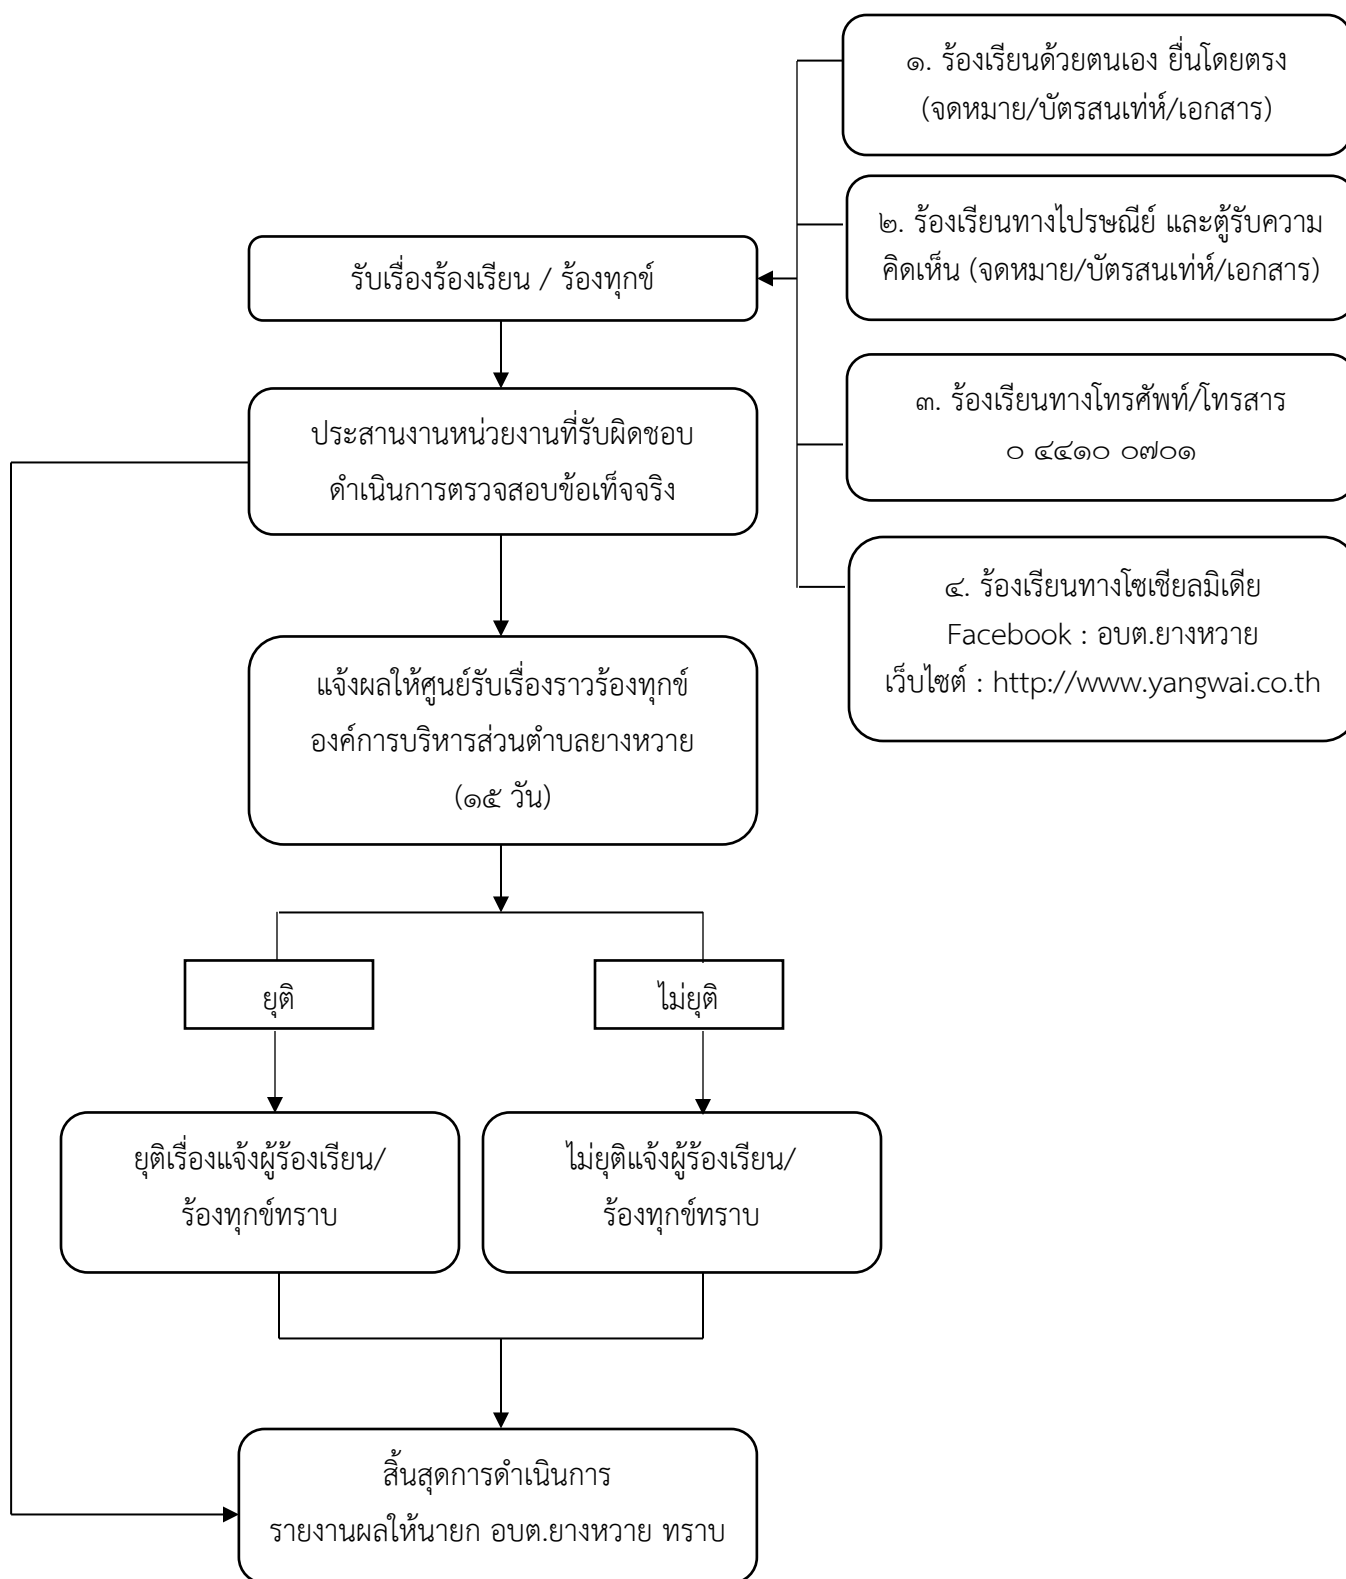 ๑. ร้องเรียนด้วยตนเอง ยื่นโดยตรง
(จดหมาย/บัตรสนเท่ห์/เอกสาร)
๒. ร้องเรียนทางไปรษณีย์ และตู้รับความ
คิดเห็น (จดหมาย/บัตรสนเท่ห์/เอกสาร)
รับเรื่องร้องเรียน / ร้องทุกข์
๓. ร้องเรียนทางโทรศัพท์/โทรสาร
๐ ๔๔๑๐ ๐๗๐๑
ประสานงานหน่วยงานที่รับผิดชอบ
ดำเนินการตรวจสอบข้อเท็จจริง
๔. ร้องเรียนทางโซเชียลมิเดีย
Facebook : อบต.ยางหวาย
เว็บไซต์ : http://www.yangwai.co.th
แจ้งผลให้ศูนย์รับเรื่องราวร้องทุกข์
องค์การบริหารส่วนตำบลยางหวาย
(๑๕ วัน)
ยุติ
ไม่ยุติ
ยุติเรื่องแจ้งผู้ร้องเรียน/
ร้องทุกข์ทราบ
ไม่ยุติแจ้งผู้ร้องเรียน/
ร้องทุกข์ทราบ
สิ้นสุดการดำเนินการ
รายงานผลให้นายก อบต.ยางหวาย ทราบ